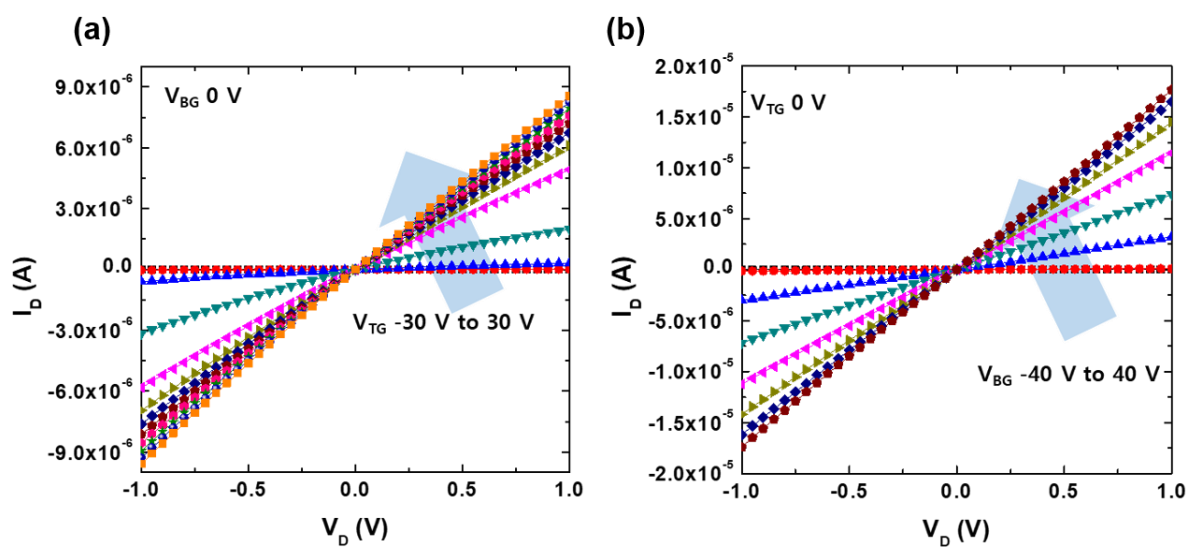 (a)
(b)
9.0x10⁻⁶
6.0x10⁻⁶
3.0x10⁻⁶
0.0
-3.0x10⁻⁶
-6.0x10⁻⁶
-9.0x10⁻⁶
I_D (A)
V_BG 0 V
V_TG -30 V to 30 V
-1.0 -0.5 0.0 0.5 1.0
V_D (V)
2.0x10⁻⁵
1.5x10⁻⁵
1.0x10⁻⁵
5.0x10⁻⁶
0.0
-5.0x10⁻⁶
-1.0x10⁻⁵
-1.5x10⁻⁵
-2.0x10⁻⁵
I_D (A)
V_TG 0 V
V_BG -40 V to 40 V
-1.0 -0.5 0.0 0.5 1.0
V_D (V)